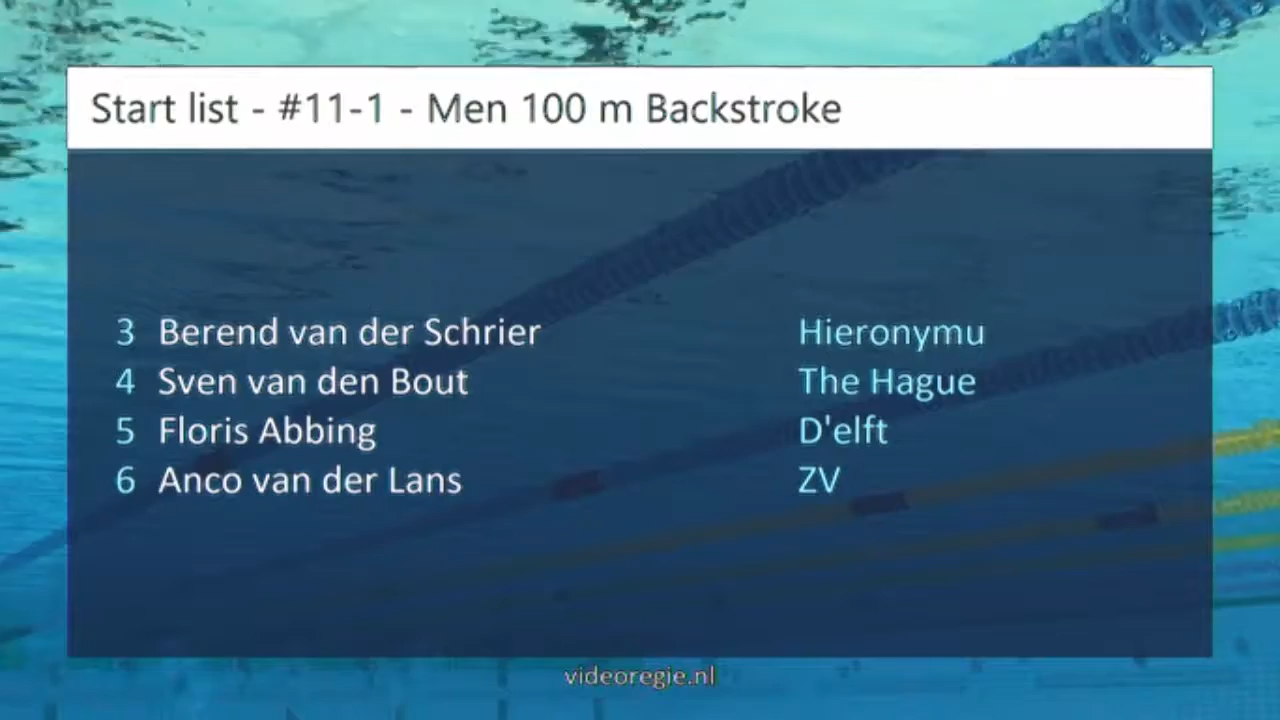 Start list - #11-1 - Men 100 m Backstroke
3 Berend van der Schrier Hieronymu
4 Sven van den Bout The Hague
5 Floris Abbing D'elft
6 Anco van der Lans ZV
videoregie.nl